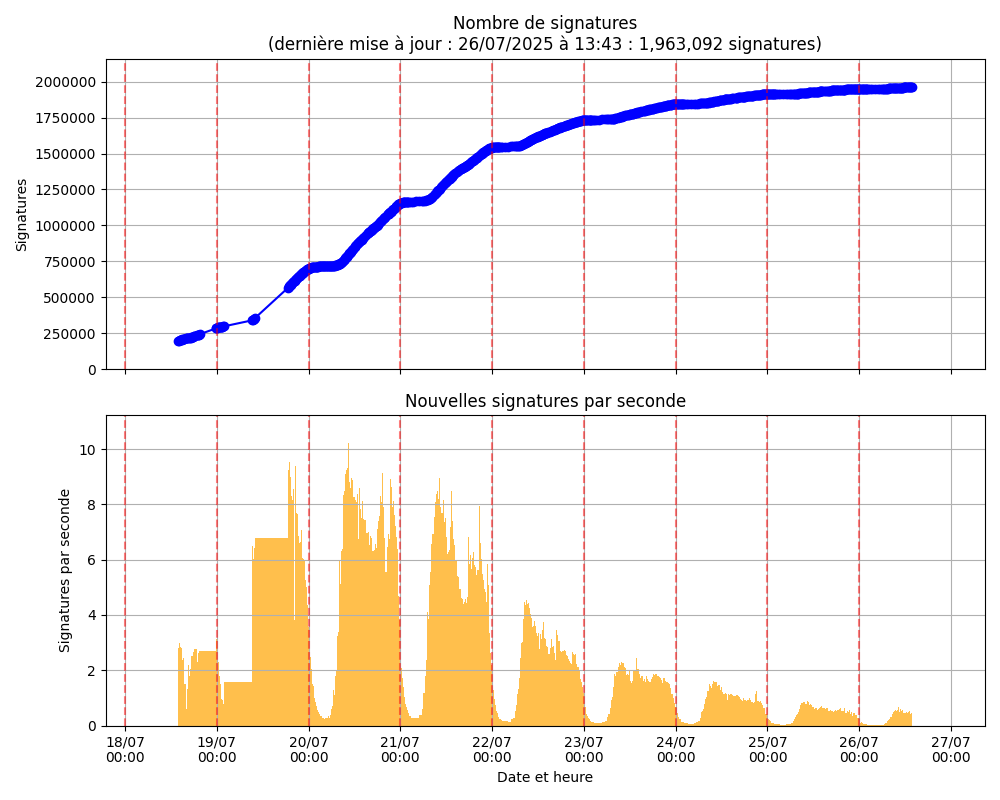 Nombre de signatures
(dernière mise à jour : 26/07/2025 à 13:43 : 1,963,092 signatures)
2000000
1750000
1500000
1250000
1000000
750000
500000
250000
0
Signatures
Nouvelles signatures par seconde
10
8
6
4
2
0
Signatures par seconde
18/07 19/07 20/07 21/07 22/07 23/07 24/07 25/07 26/07 27/07
00:00 00:00 00:00 00:00 00:00 00:00 00:00 00:00 00:00 00:00
Date et heure